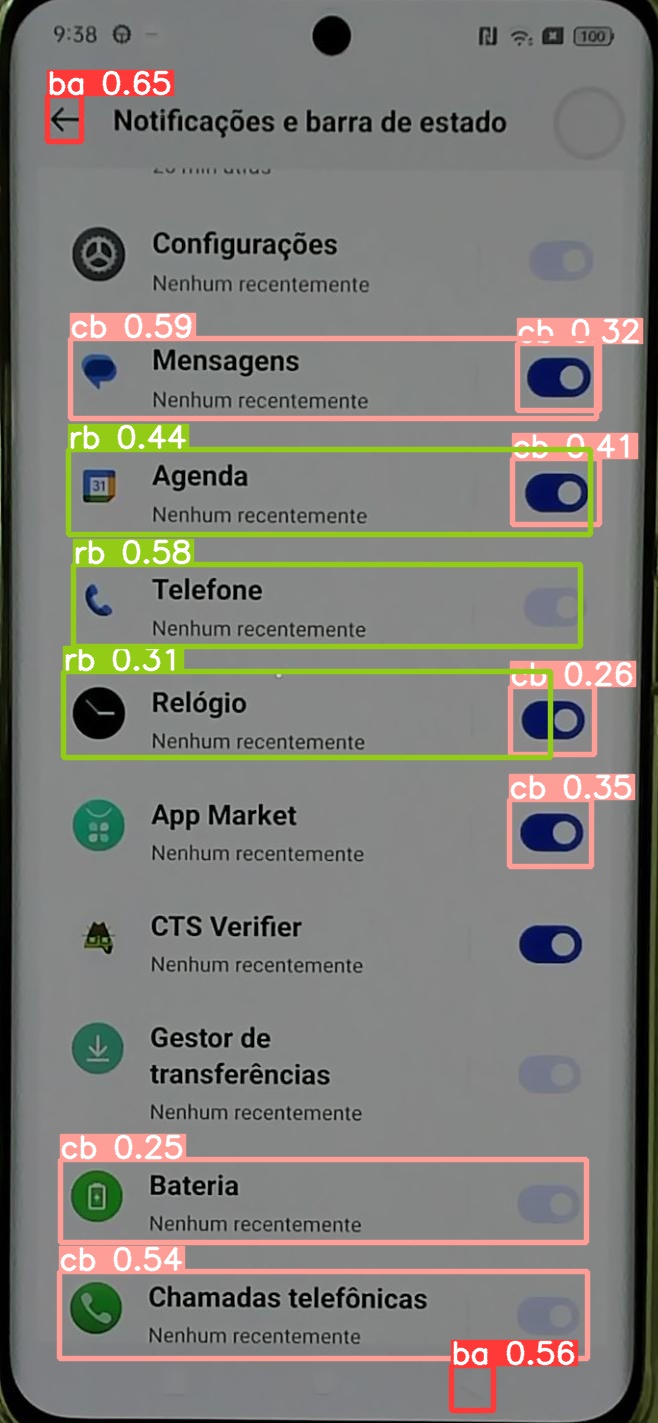 9:38
100
ba 0.65
Notificações e barra de estado
20 min atrás
Configurações
Nenhum recentemente
cb 0.59
cb 0.32
Mensagens
Nenhum recentemente
rb 0.44
cb 0.41
31
Agenda
Nenhum recentemente
rb 0.58
Telefone
Nenhum recentemente
rb 0.31
cb 0.26
Relógio
Nenhum recentemente
cb 0.35
App Market
Nenhum recentemente
CTS Verifier
Nenhum recentemente
Gestor de
transferências
Nenhum recentemente
cb 0.25
Bateria
Nenhum recentemente
cb 0.54
Chamadas telefônicas
Nenhum recentemente
ba 0.56